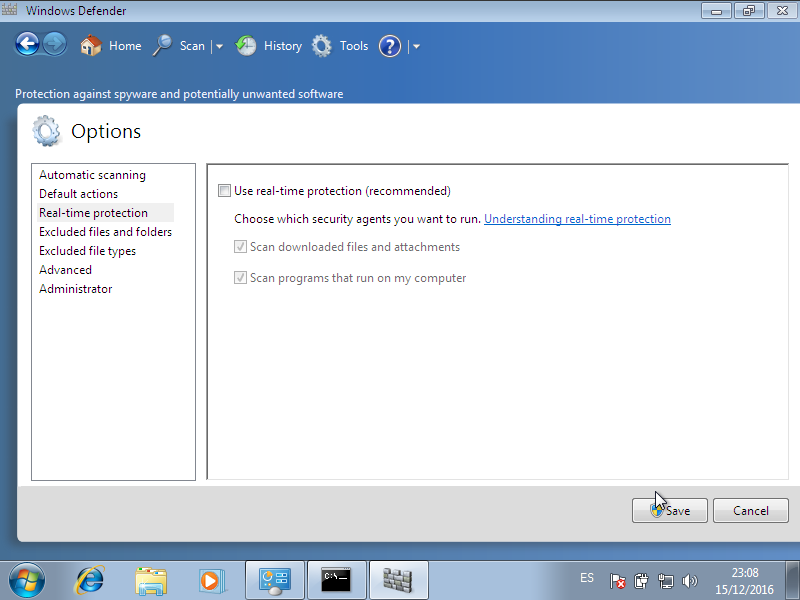 Windows Defender
Home Scan History Tools ?
Protection against spyware and potentially unwanted software
Options
Automatic scanning
Default actions
Real-time protection
Excluded files and folders
Excluded file types
Advanced
Administrator
Use real-time protection (recommended)
Choose which security agents you want to run. Understanding real-time protection
Scan downloaded files and attachments
Scan programs that run on my computer
Save Cancel
C:\_
ES
23:08
15/12/2016